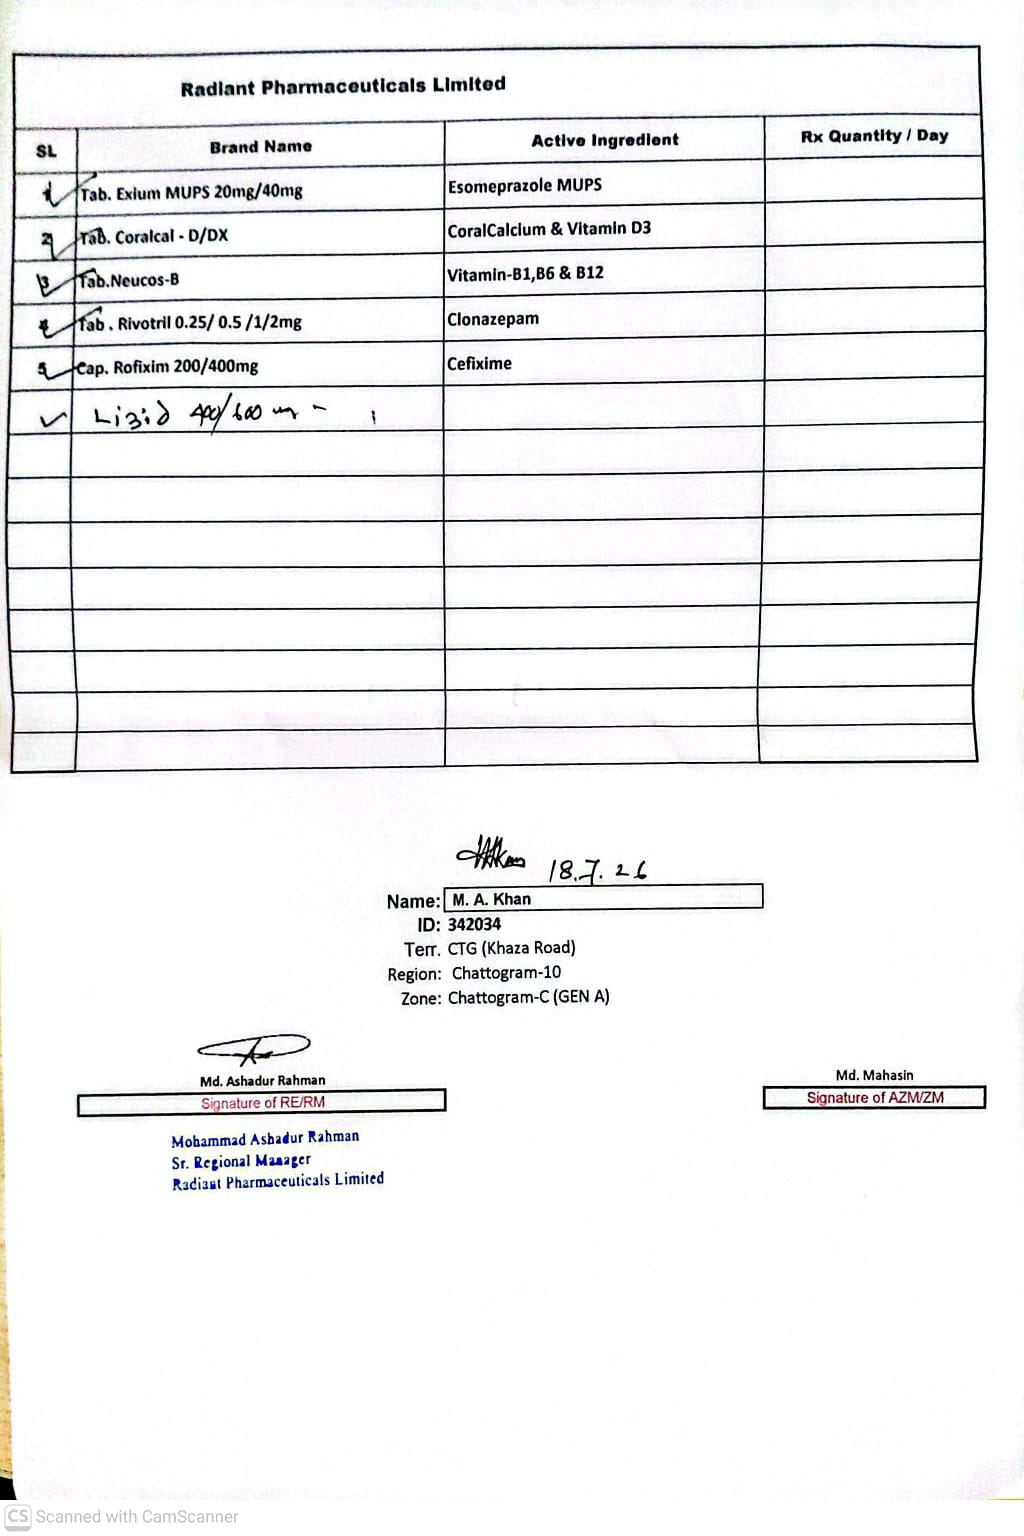 Radiant Pharmaceuticals Limited
SL Brand Name Active Ingredient Rx Quantity / Day
1 Tab. Exium MUPS 20mg/40mg Esomeprazole MUPS
2 Tab. Coralcal - D/DX CoralCalcium & Vitamin D3
3 Tab.Neucos-B Vitamin-B1,B6 & B12
4 Tab . Rivotril 0.25/ 0.5 /1/2mg Clonazepam
5 Cap. Rofixim 200/400mg Cefixime
Lizid 400/600 mg -
18.7.26
Name: M. A. Khan
ID: 342034
Terr. CTG (Khaza Road)
Region: Chattogram-10
Zone: Chattogram-C (GEN A)
Md. Ashadur Rahman
Signature of RE/RM
Md. Mahasin
Signature of AZM/ZM
Mohammad Ashadur Rahman
Sr. Regional Manager
Radiant Pharmaceuticals Limited
CS Scanned with CamScanner